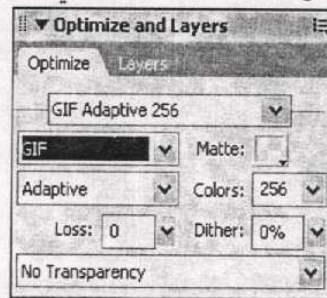 Optimize and Layers
Optimize Layers
GIF Adaptive 256
GIF Matte:
Adaptive Colors: 256
Loss: 0 Dither: 0%
No Transparency